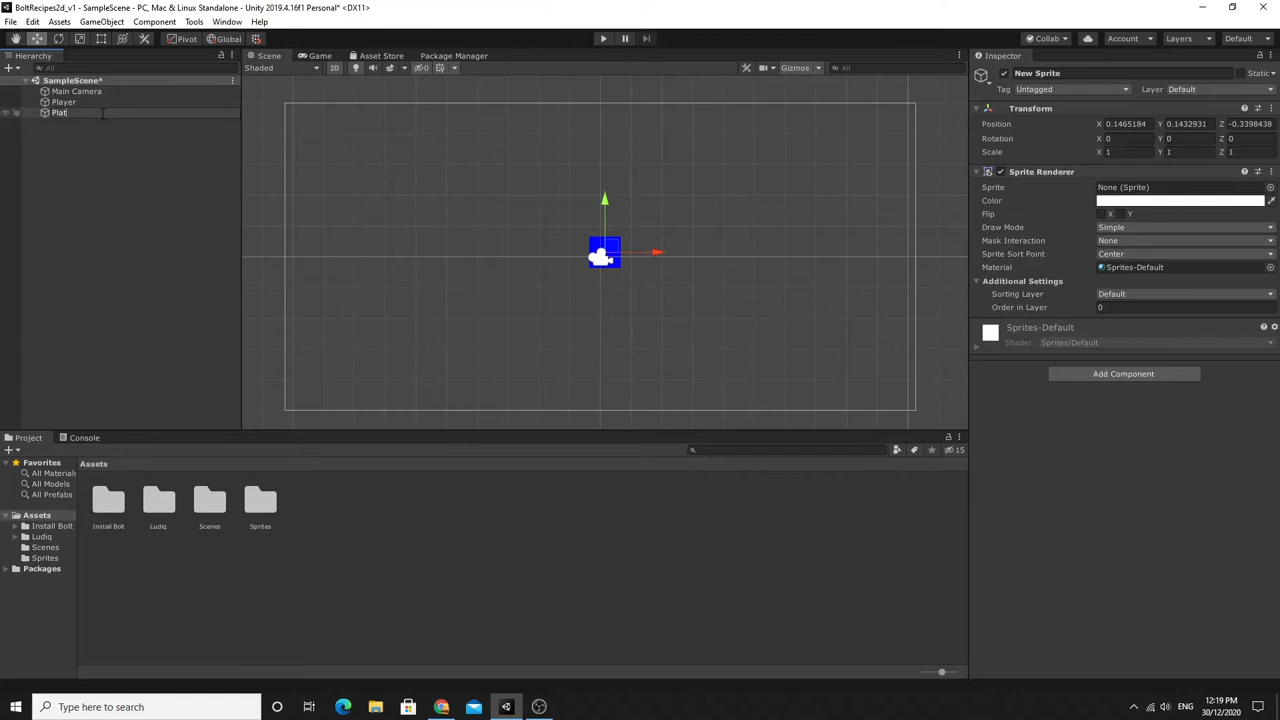 BoltRecipes2d_v1 - SampleScene - PC, Mac & Linux Standalone - Unity 2019.4.16f1 Personal* <DX11>
File Edit Assets GameObject Component Tools Window Help
Pivot Global Collab Account Layers Default
Hierarchy Scene Game Asset Store Package Manager Inspector
All
Shaded 2D 0 Gizmos All
SampleScene*
Main Camera
Player
Plat
New Sprite Static
Tag Untagged Layer Default
Transform
Position X 0.1465184 Y 0.1432931 Z -0.3398438
Rotation X 0 Y 0 Z 0
Scale X 1 Y 1 Z 1
Sprite Renderer
Sprite None (Sprite)
Color
Flip X Y
Draw Mode Simple
Mask Interaction None
Sprite Sort Point Center
Material Sprites-Default
Additional Settings
Sorting Layer Default
Order in Layer 0
Sprites-Default
Shader Sprites/Default
Add Component
Project Console
15
Favorites
All Materials
All Models
All Prefabs
Assets
Install Bolt
Ludiq
Scenes
Sprites
Packages
Assets
Install Bolt Ludiq Scenes Sprites
Type here to search
ENG
12:19 PM
30/12/2020